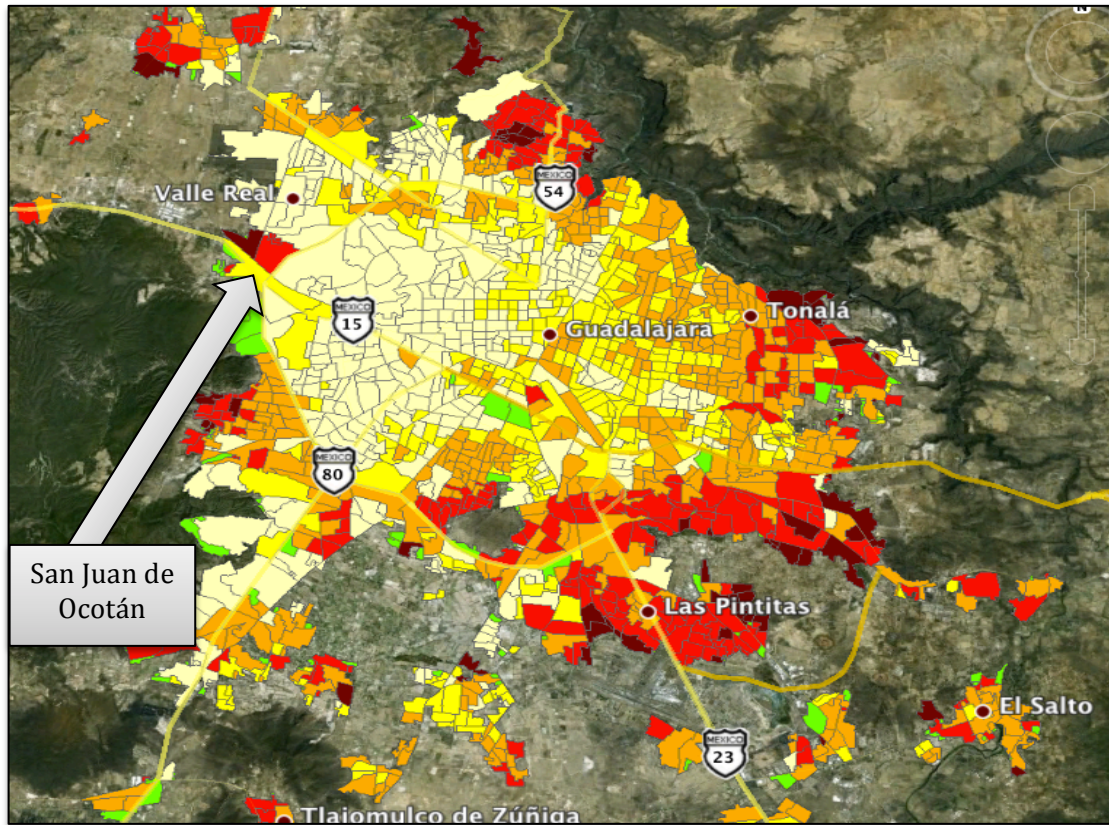 N
Valle Real
MEXICO
54
MEXICO
15
Guadalajara
Tonalá
MEXICO
80
San Juan de
Ocotán
Las Pintitas
El Salto
MEXICO
23
Tlajomulco de Zúñiga